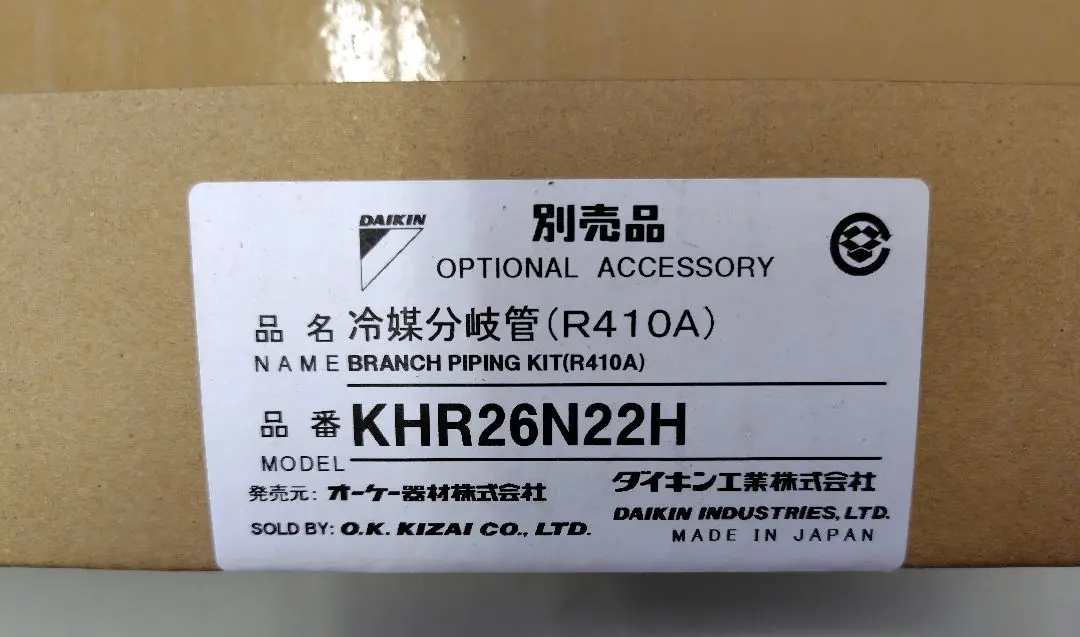 DAIKIN
別売品
OPTIONAL ACCESSORY
品名 冷媒分岐管(R410A)
NAME BRANCH PIPING KIT(R410A)
品番 KHR26N22H
MODEL
発売元: オーケー器材株式会社
SOLD BY: O.K. KIZAI CO., LTD.
ダイキン工業株式会社
DAIKIN INDUSTRIES, LTD.
MADE IN JAPAN